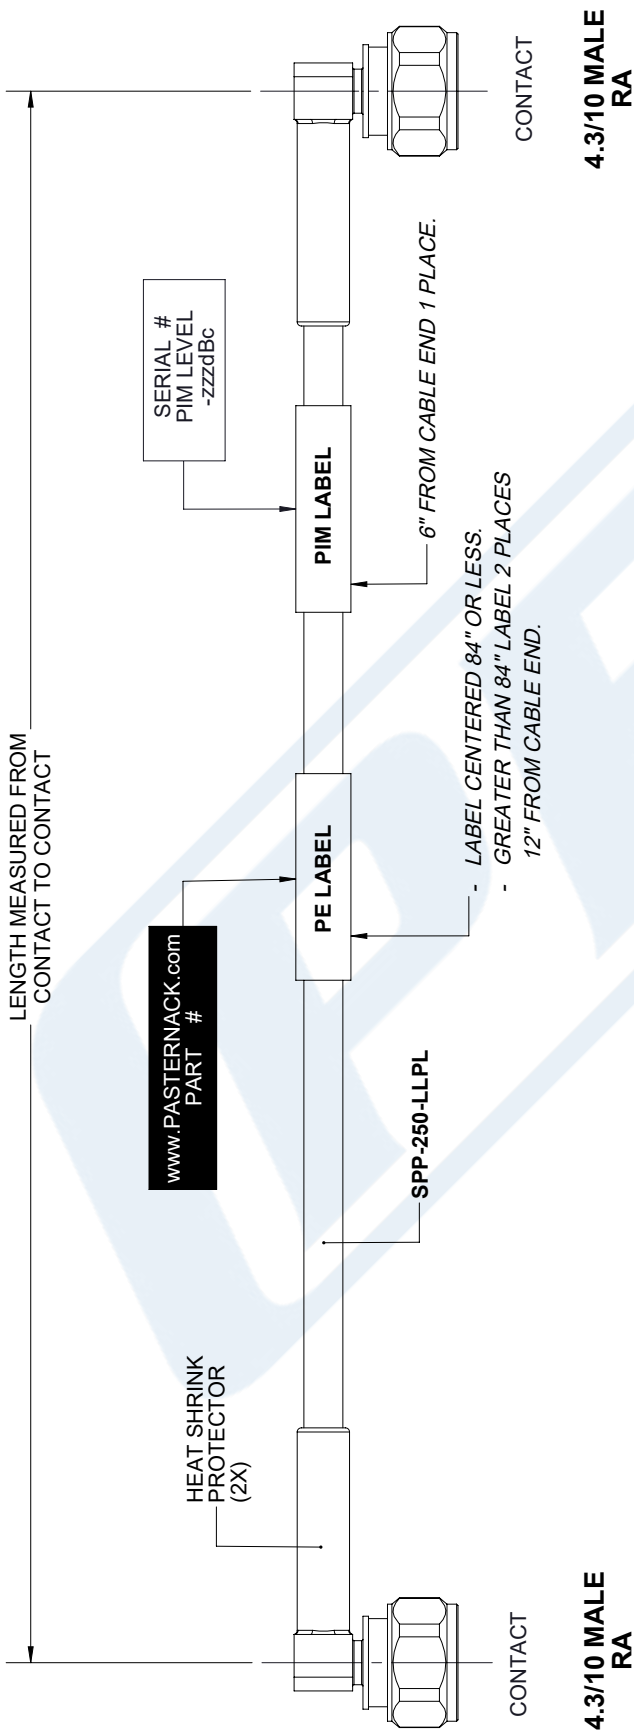 LENGTH MEASURED FROM
CONTACT TO CONTACT
www.PASTERNACK.com
PART #
SERIAL #
PIM LEVEL
-zzzdBc
HEAT SHRINK
PROTECTOR
(2X)
PE LABEL
PIM LABEL
SPP-250-LLPL
- LABEL CENTERED 84" OR LESS.
- GREATER THAN 84" LABEL 2 PLACES
12" FROM CABLE END.
6" FROM CABLE END 1 PLACE.
CONTACT
4.3/10 MALE
RA
CONTACT
4.3/10 MALE
RA